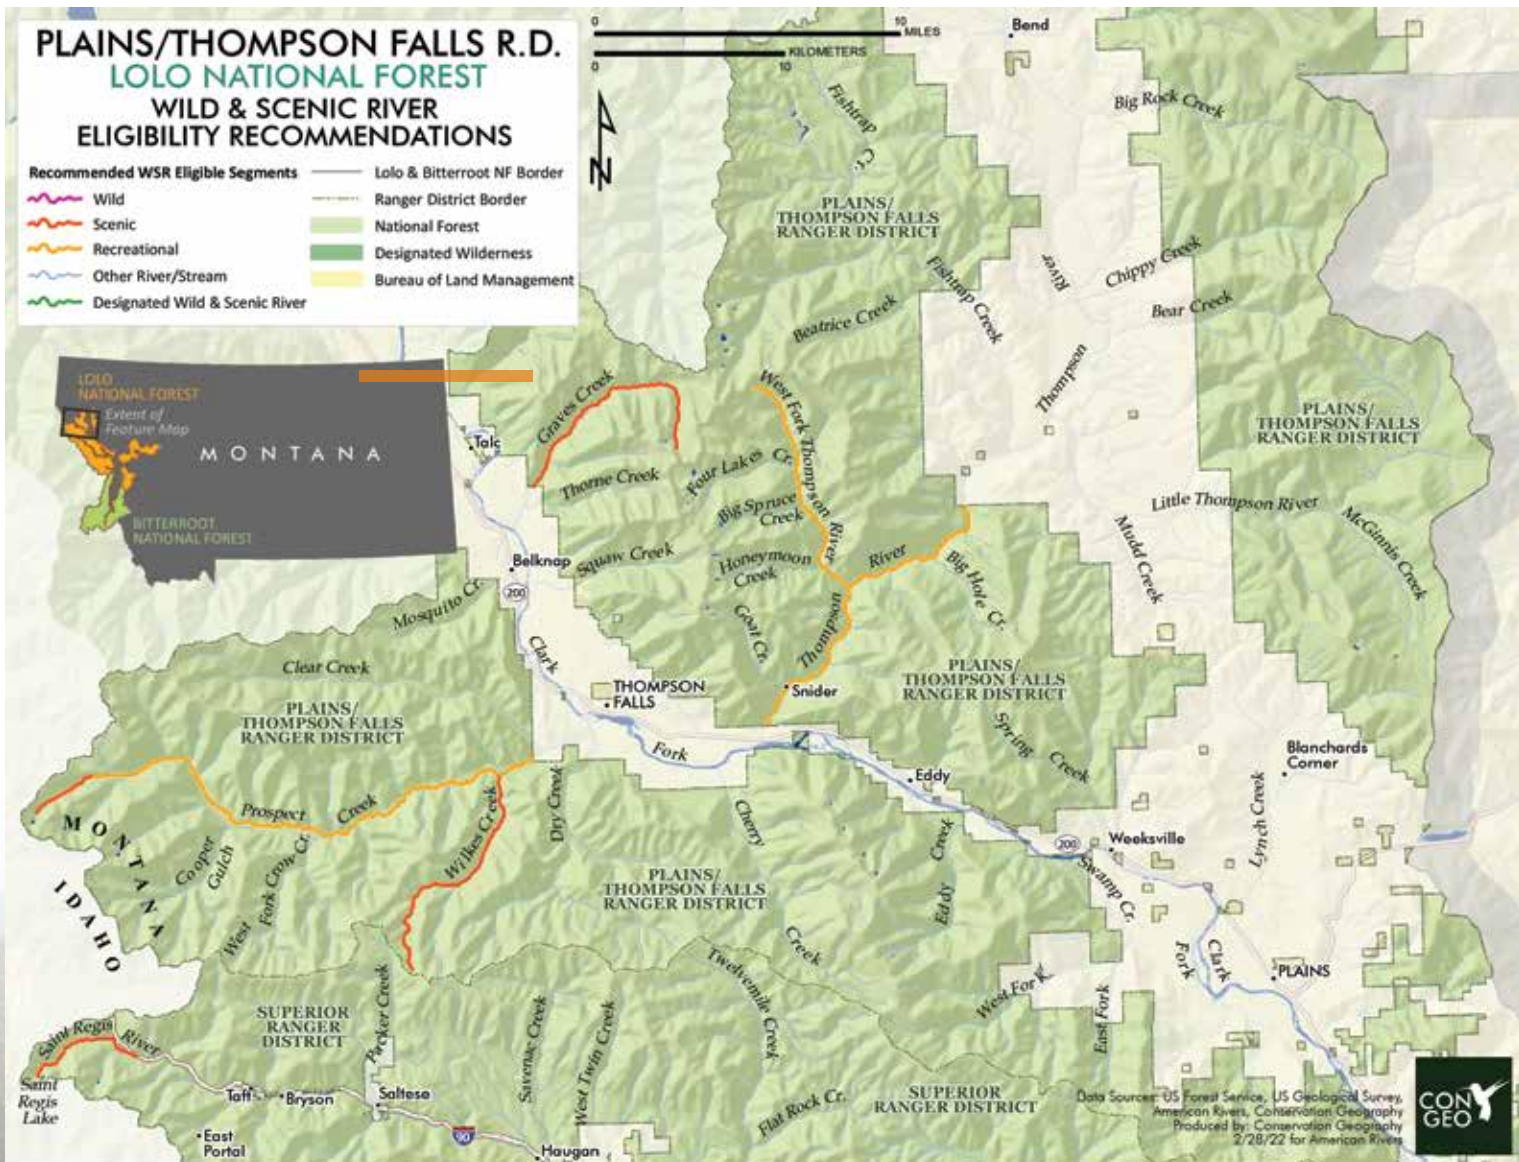 PLAINS/THOMPSON FALLS R.D.
LOLO NATIONAL FOREST
WILD & SCENIC RIVER
ELIGIBILITY RECOMMENDATIONS
Recommended WSR Eligible Segments
Wild
Scenic
Recreational
Other River/Stream
Designated Wild & Scenic River
Lolo & Bitterroot NF Border
Ranger District Border
National Forest
Designated Wilderness
Bureau of Land Management
0 10
MILES
KILOMETERS
0 10
N
Bend
Big Rock Creek
Fishtrap
Cr.
PLAINS/
THOMPSON FALLS
RANGER DISTRICT
Fishtrap Creek
River
Chippy Creek
Bear Creek
Beatrice Creek
Thompson
LOLO
NATIONAL FOREST
Extent of
Feature Map
MONTANA
BITTERROOT
NATIONAL FOREST
Graves Creek
West Fork Thompson River
PLAINS/
THOMPSON FALLS
RANGER DISTRICT
Talc
Thorne Creek
Four Lakes Cr.
Big Spruce
Creek
Little Thompson River
McGinnis Creek
Mudd Creek
Belknap
200
Squaw Creek
Honeymoon
Creek
River
Big Hole Cr.
Mosquito Cr.
Goat Cr.
Thompson
Clark
Clear Creek
THOMPSON
FALLS
Snider
PLAINS/
THOMPSON FALLS
RANGER DISTRICT
PLAINS/
THOMPSON FALLS
RANGER DISTRICT
Fork
Spring
Creek
Blanchards
Corner
Eddy
Prospect
Creek
Wilkes Creek
Dry Creek
Cherry
Creek
Eddy
Creek
200
Weeksville
Lynch Creek
Swamp Cr.
MONTANA
IDAHO
Cooper
Gulch
West
Fork Crow Cr.
PLAINS/
THOMPSON FALLS
RANGER DISTRICT
Clark
Fork
PLAINS
Twelvemile Creek
West Fork
East Fork
Saint Regis
River
SUPERIOR
RANGER
DISTRICT
Packer Creek
Savenac Creek
West Twin Creek
Saint
Regis
Lake
Taft
Bryson
Saltese
East
Portal
90
Haugan
Flat Rock Cr.
SUPERIOR
RANGER DISTRICT
Data Sources: US Forest Service, US Geological Survey,
American Rivers, Conservation Geography
Produced by: Conservation Geography
2/28/22 for American Rivers
CON
GEO